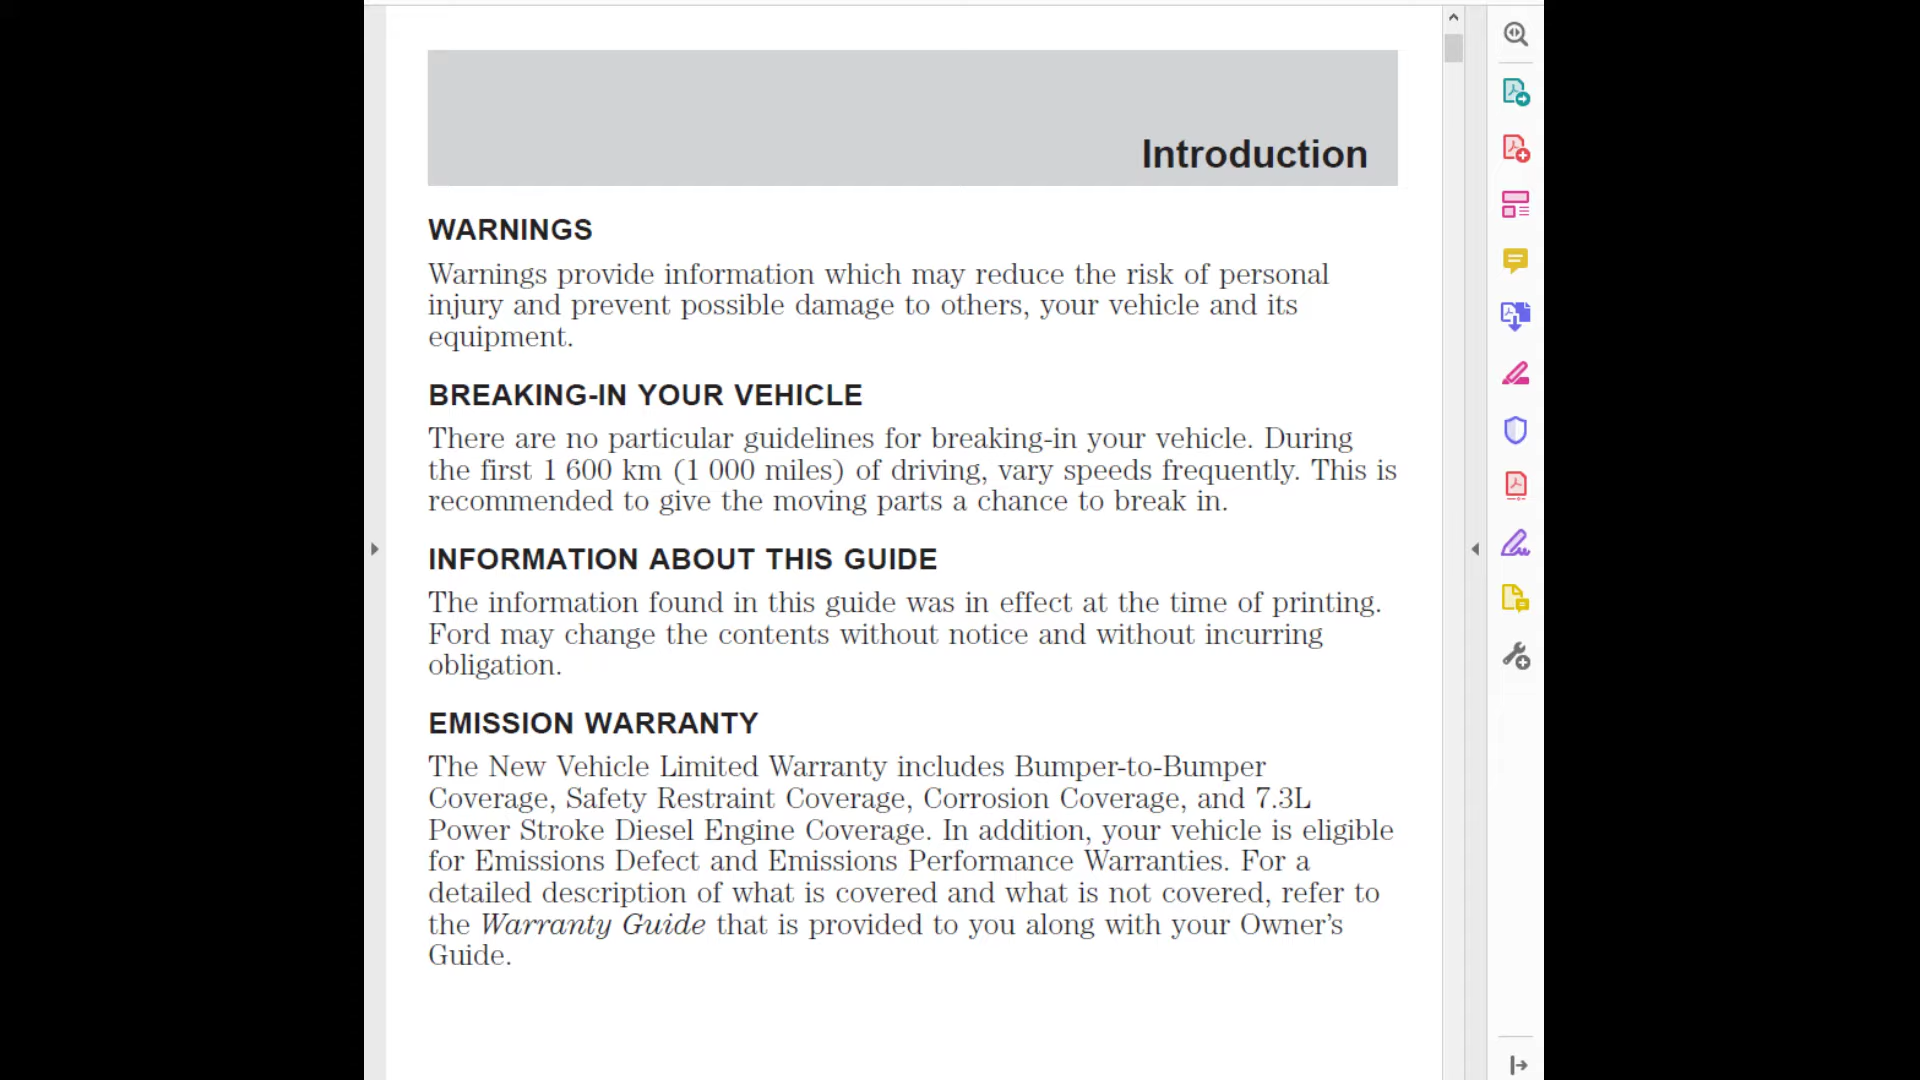 Introduction
WARNINGS
Warnings provide information which may reduce the risk of personal
injury and prevent possible damage to others, your vehicle and its
equipment.
BREAKING-IN YOUR VEHICLE
There are no particular guidelines for breaking-in your vehicle. During
the first 1 600 km (1 000 miles) of driving, vary speeds frequently. This is
recommended to give the moving parts a chance to break in.
INFORMATION ABOUT THIS GUIDE
The information found in this guide was in effect at the time of printing.
Ford may change the contents without notice and without incurring
obligation.
EMISSION WARRANTY
The New Vehicle Limited Warranty includes Bumper-to-Bumper
Coverage, Safety Restraint Coverage, Corrosion Coverage, and 7.3L
Power Stroke Diesel Engine Coverage. In addition, your vehicle is eligible
for Emissions Defect and Emissions Performance Warranties. For a
detailed description of what is covered and what is not covered, refer to
the Warranty Guide that is provided to you along with your Owner’s
Guide.